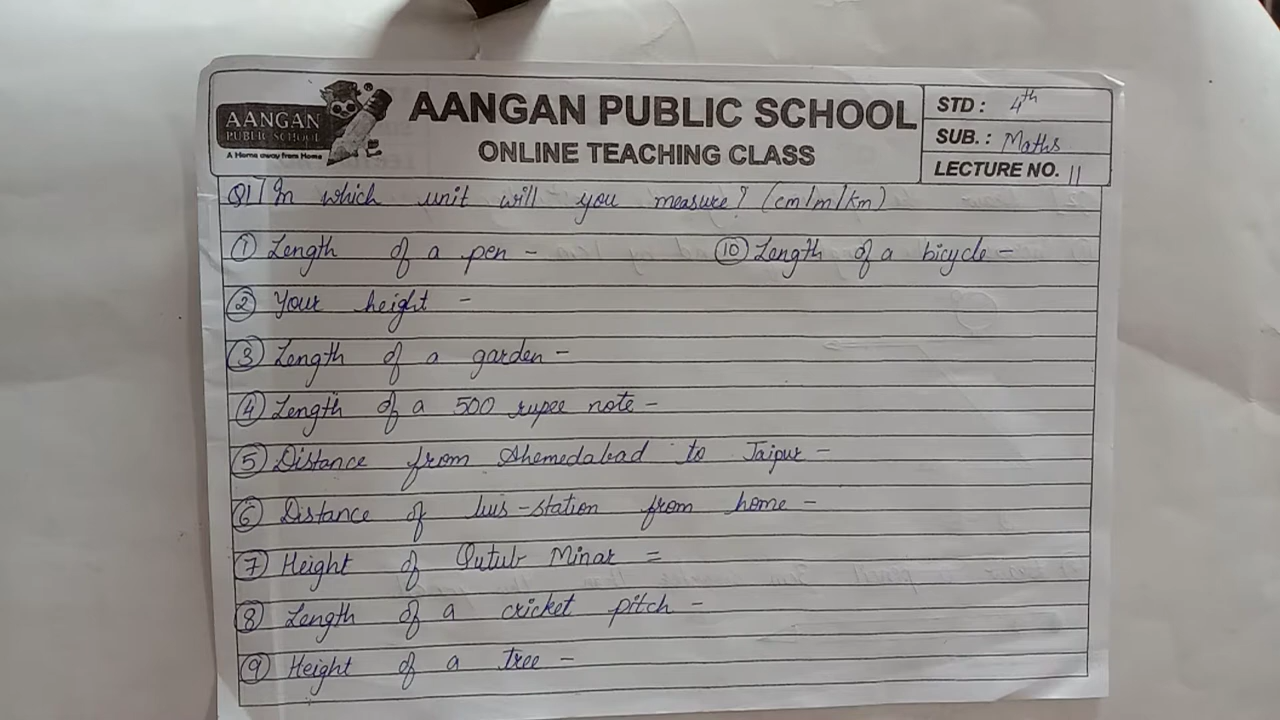 AANGAN
PUBLIC SCHOOL
A Home away from Home
®
AANGAN PUBLIC SCHOOL
ONLINE TEACHING CLASS
STD : 4th
SUB. : Maths
LECTURE NO. 11
Q1/ In which unit will you measure? (cm/m/km)
① Length of a pen -
⑩ Length of a bicycle -
② Your height -
③ Length of a garden -
④ Length of a 500 rupee note -
⑤ Distance from Ahemedabad to Jaipur -
⑥ Distance of bus-station from home -
⑦ Height of Qutub Minar =
⑧ Length of a cricket pitch -
⑨ Height of a tree -